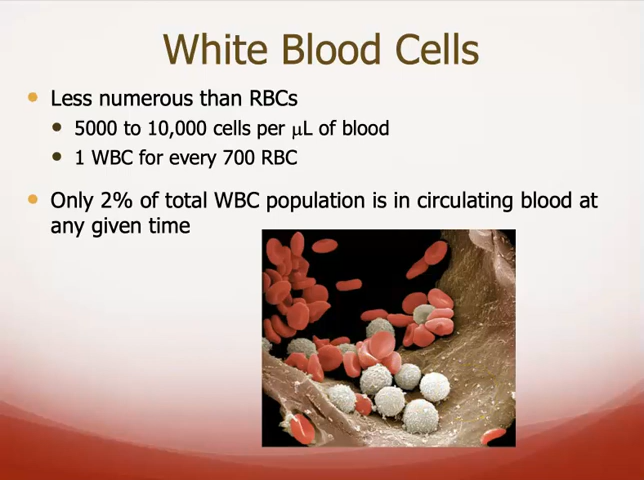 White Blood Cells
Less numerous than RBCs
5000 to 10,000 cells per μL of blood
1 WBC for every 700 RBC
Only 2% of total WBC population is in circulating blood at
any given time